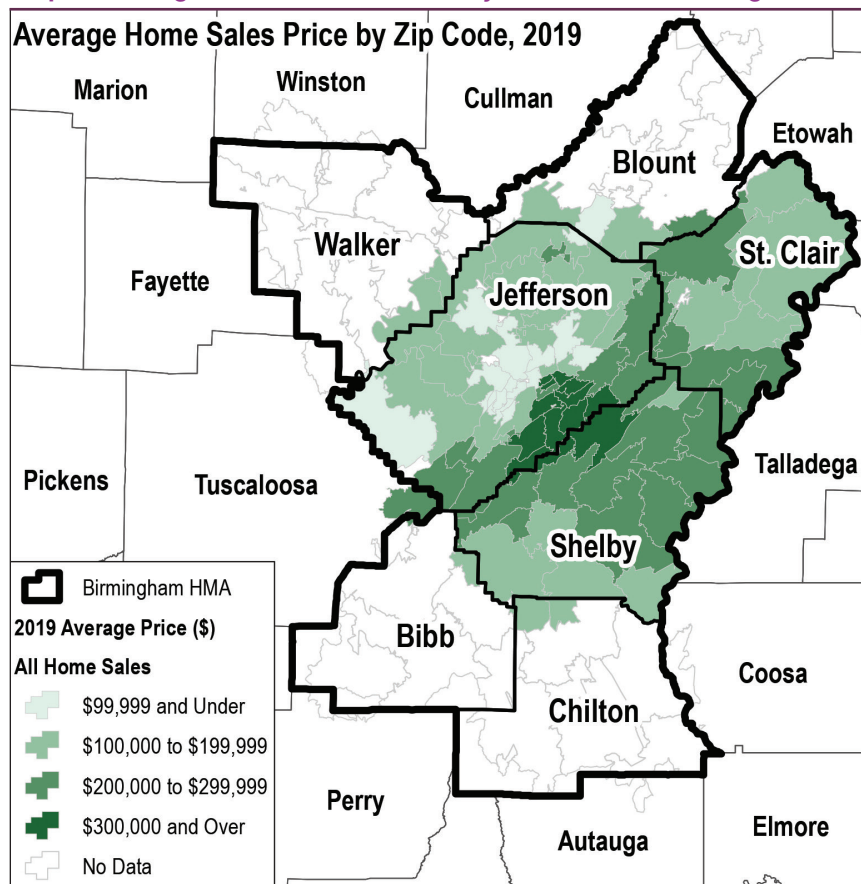 Average Home Sales Price by Zip Code, 2019
Marion
Winston
Cullman
Etowah
Blount
Walker
St. Clair
Fayette
Jefferson
Pickens
Tuscaloosa
Talladega
Shelby
Bibb
Coosa
Chilton
Perry
Autauga
Elmore
Birmingham HMA
2019 Average Price ($)
All Home Sales
$99,999 and Under
$100,000 to $199,999
$200,000 to $299,999
$300,000 and Over
No Data